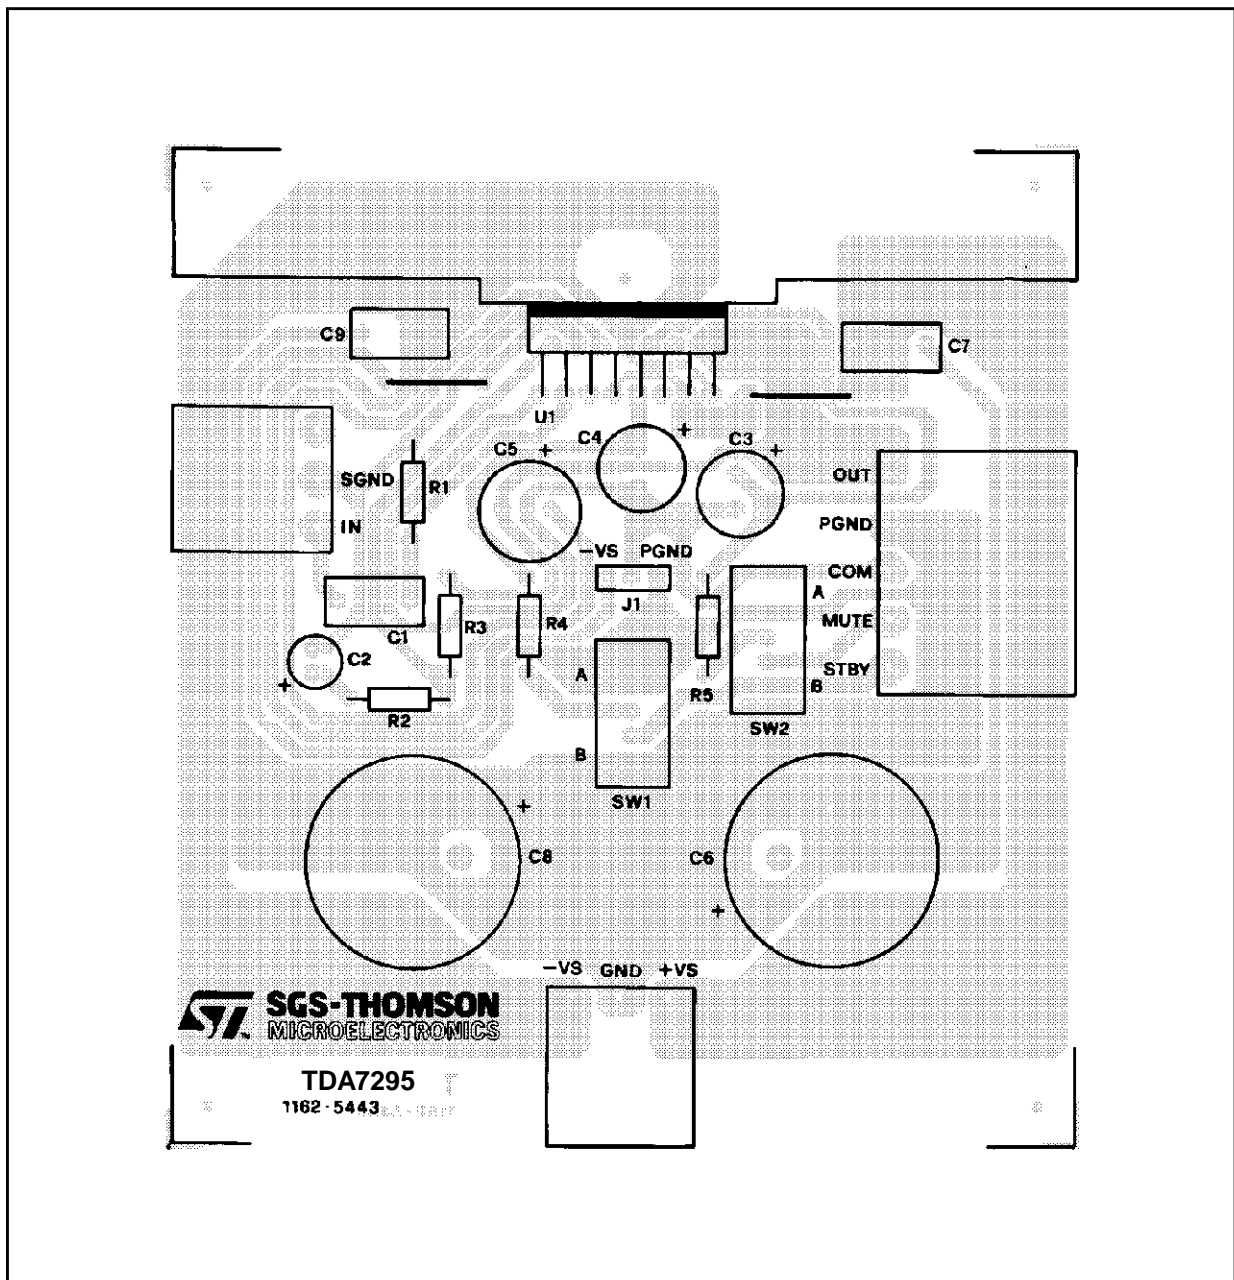 C9
C7
U1
C5
+
C4
+
C3
+
SGND
R1
IN
OUT
PGND
COM
MUTE
STBY
-VS PGND
J1
A
B
SW2
C1
R3
R4
R5
C2
+
R2
A
B
SW1
+
C8
C6
+
-VS GND +VS
ST
SGS-THOMSON
MICROELECTRONICS
TDA7295
1162-5443